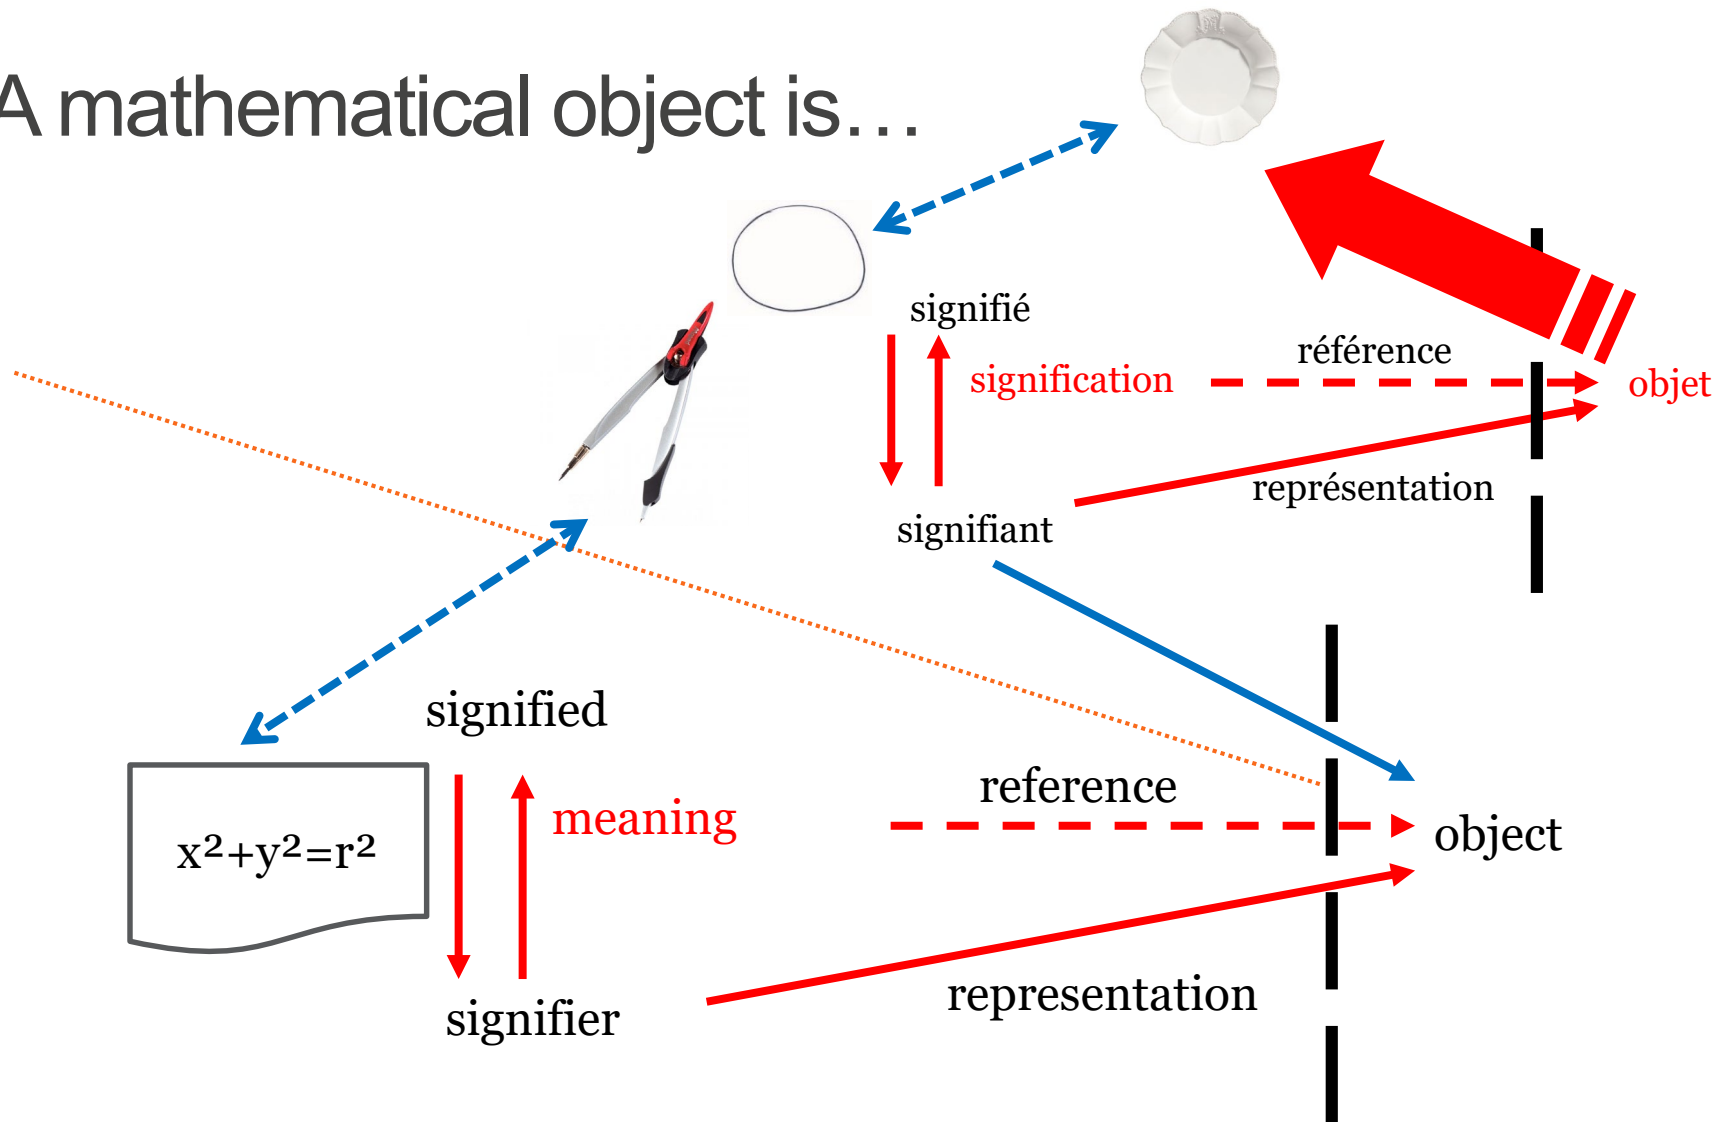 A mathematical object is…
signifié
signification
référence
objet
représentation
signifiant
signified
meaning
reference
object
x²+y²=r²
representation
signifier